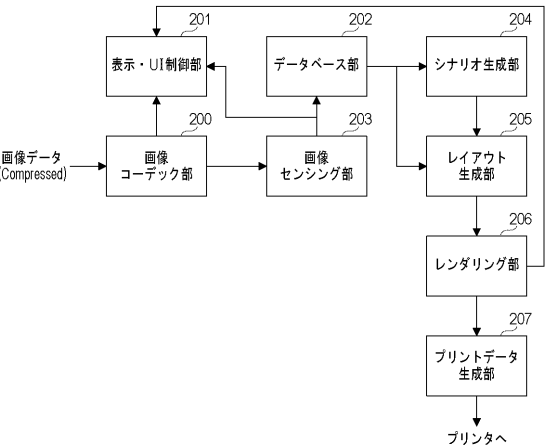 201
表示・UI制御部
202
データベース部
204
シナリオ生成部
画像データ
(Compressed)
200
画像
コーデック部
203
画像
センシング部
205
レイアウト
生成部
206
レンダリング部
207
プリントデータ
生成部
プリンタへ